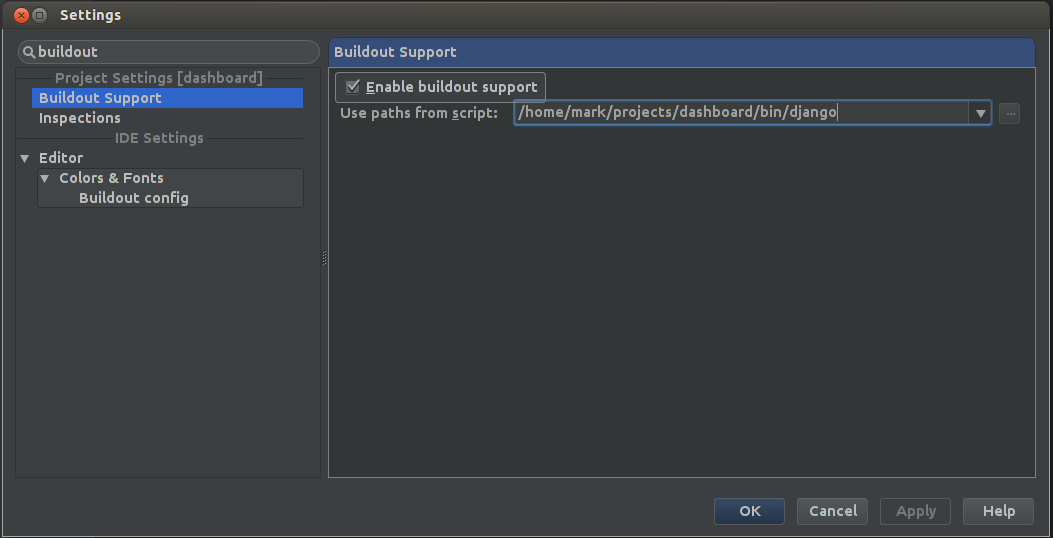 Settings
buildout
Project Settings [dashboard]
Buildout Support
Inspections
IDE Settings
Editor
Colors & Fonts
Buildout config
Buildout Support
Enable buildout support
Use paths from script: /home/mark/projects/dashboard/bin/django ...
OK Cancel Apply Help